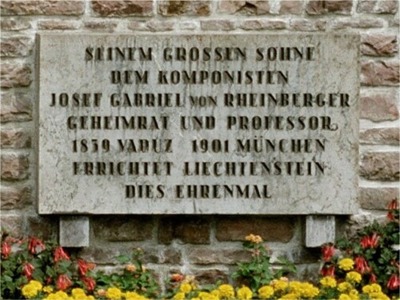 SEINEM GROSSEN SOHNE
DEM KOMPONISTEN
JOSEF GABRIEL VON RHEINBERGER
GEHEIMRAT UND PROFESSOR
1839 VADUZ 1901 MÜNCHEN
ERRICHTET LIECHTENSTEIN
DIES EHRENMAL